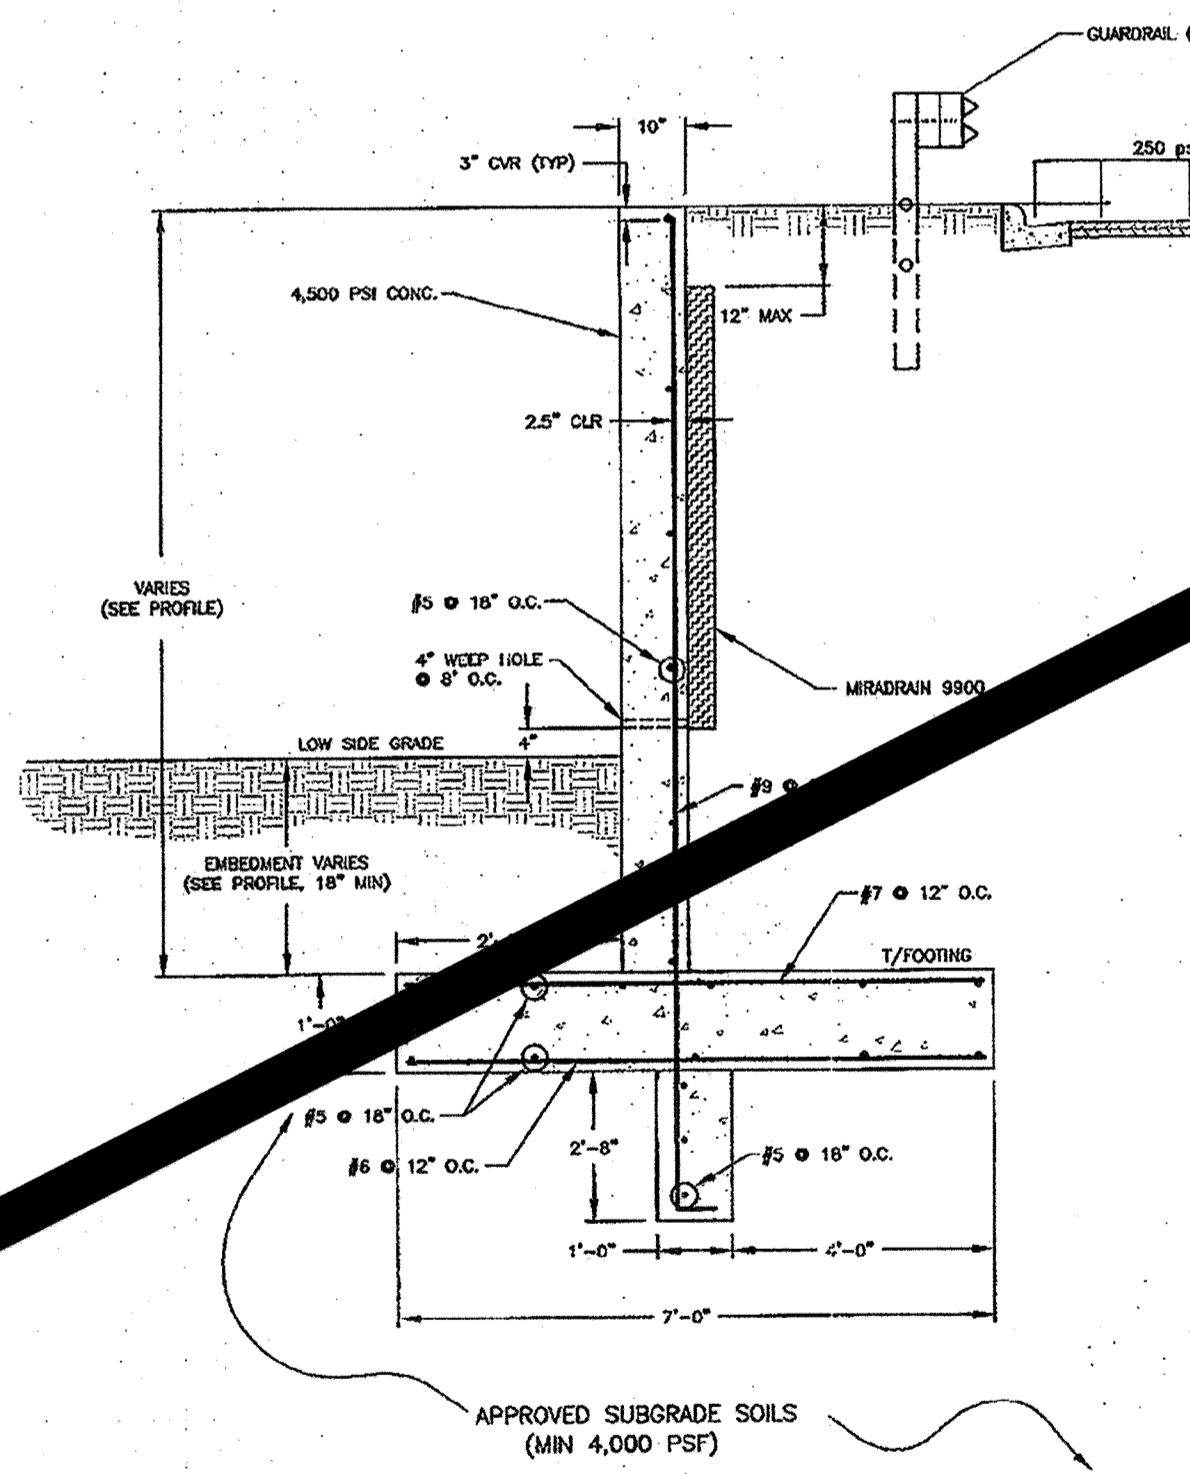 GUARDRAIL (
10"
3" CVR (TYP)
250 ps
4,500 PSI CONC.
12" MAX
2.5" CLR
VARIES
(SEE PROFILE)
#5 @ 18" O.C.
4" WEEP HOLE
@ 8' O.C.
MIRADRAIN 9900
LOW SIDE GRADE
4"
#9 @
EMBEDMENT VARIES
(SEE PROFILE, 18" MIN)
#7 @ 12" O.C.
2'-
T/FOOTING
1'-0"
#5 @ 18" O.C.
2'-8"
#5 @ 18" O.C.
#6 @ 12" O.C.
1'-0"
4'-0"
7'-0"
APPROVED SUBGRADE SOILS
(MIN 4,000 PSF)